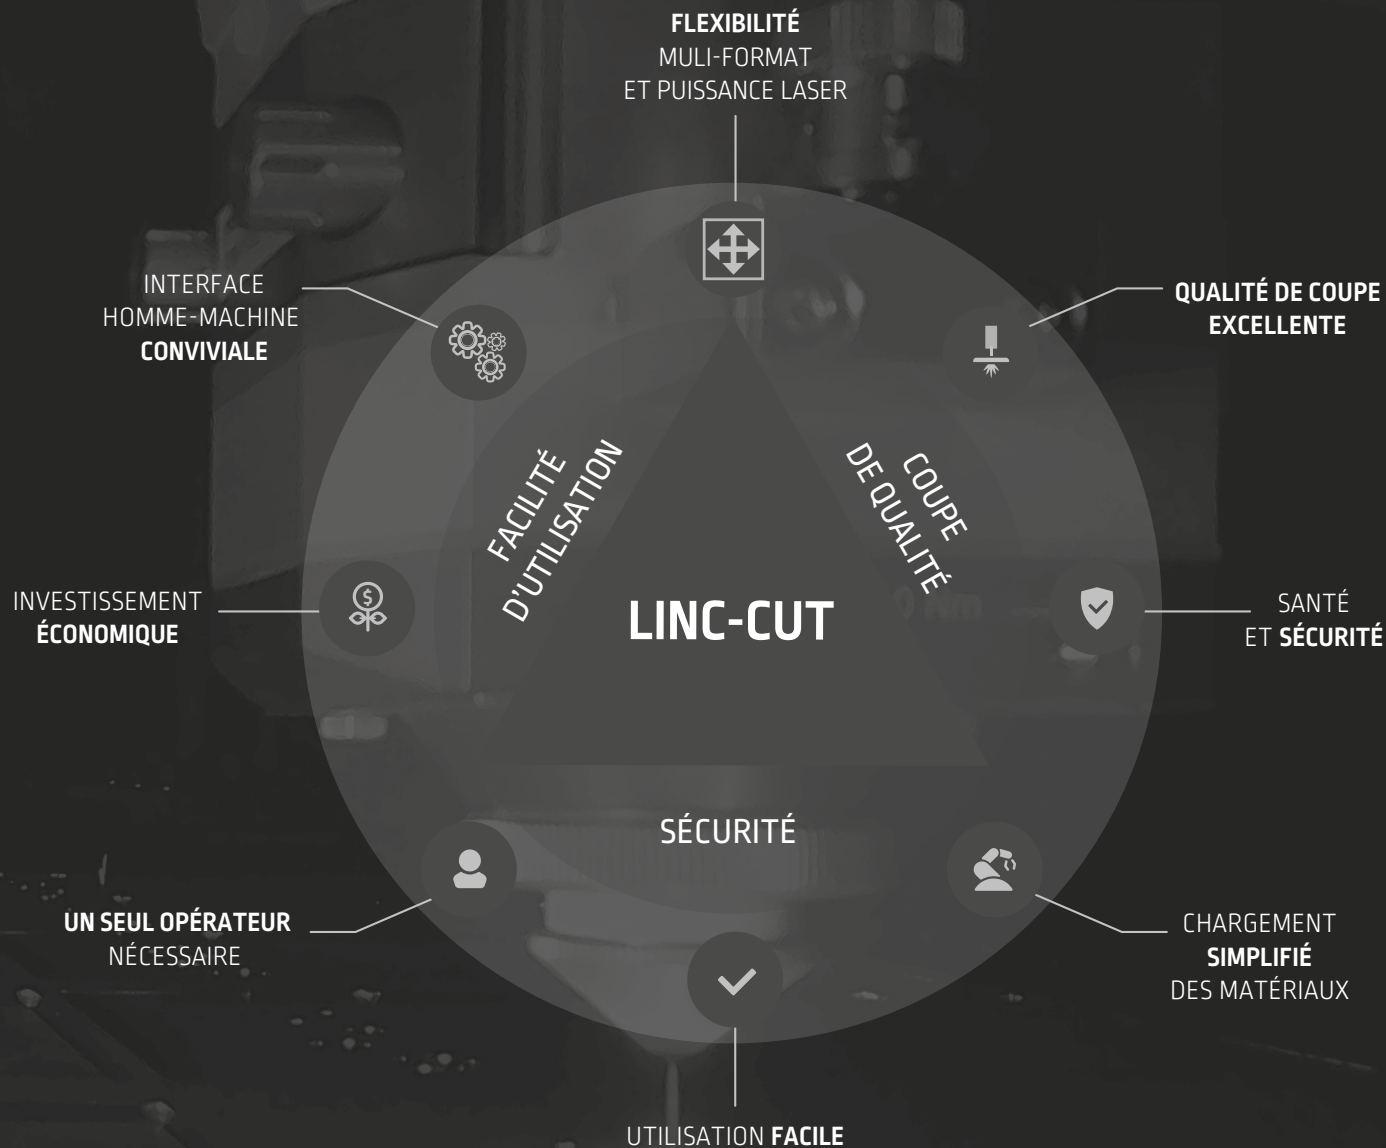 FLEXIBILITÉ
MULI-FORMAT
ET PUISSANCE LASER
INTERFACE
HOMME-MACHINE
CONVIVIALE
QUALITÉ DE COUPE
EXCELLENTE
FACILITÉ
D'UTILISATION
COUPE
DE QUALITÉ
INVESTISSEMENT
ÉCONOMIQUE
LINC-CUT
SANTÉ
ET SÉCURITÉ
SÉCURITÉ
UN SEUL OPÉRATEUR
NÉCESSAIRE
CHARGEMENT
SIMPLIFIÉ
DES MATÉRIAUX
UTILISATION FACILE